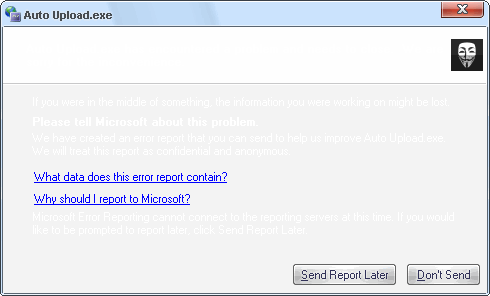 Auto Upload.exe
If you were in the middle of something, the information you were working on might be lost.
Please tell Microsoft about this problem.
We have created an error report that you can send to help us improve Auto Upload.exe.
We will treat this report as confidential and anonymous.
What data does this error report contain?
Why should I report to Microsoft?
Microsoft Error Reporting cannot connect to the reporting servers at this time. If you would
like to be prompted to report later, click Send Report Later.
Send Report Later
Don't Send